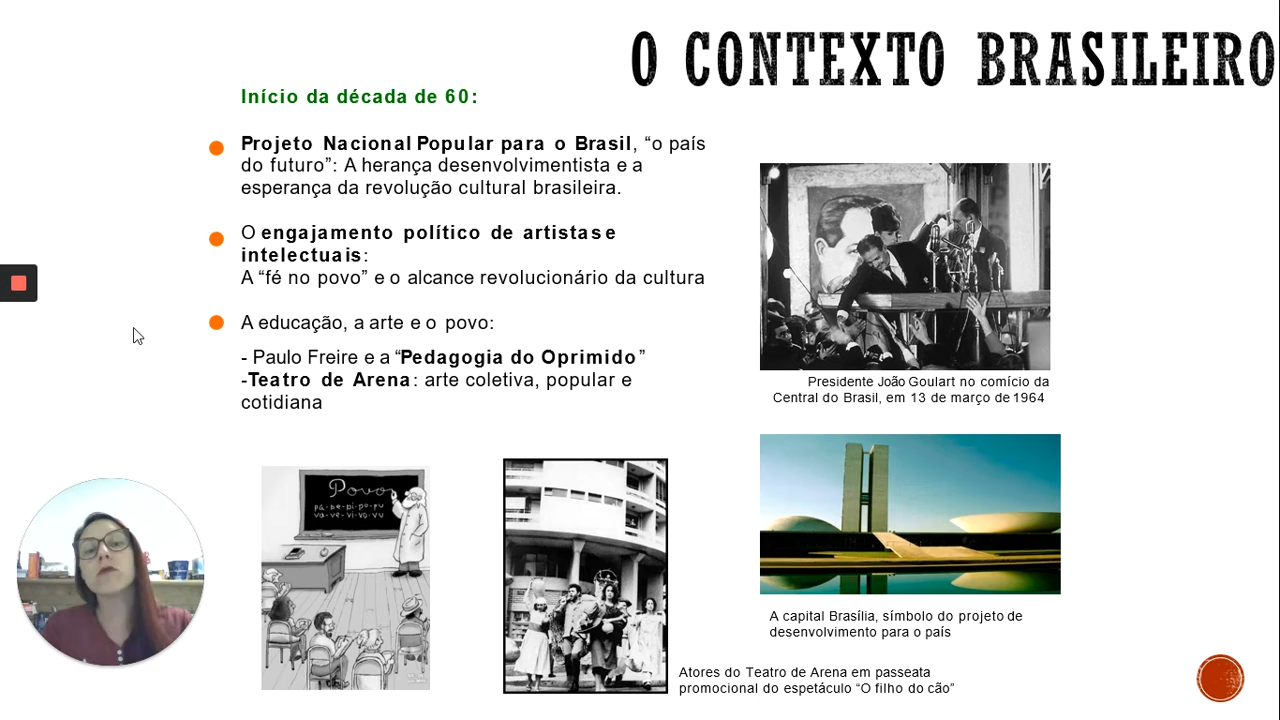 O CONTEXTO BRASILEIRO
Início da década de 60:
Projeto Nacional Popular para o Brasil, “o país
do futuro”: A herança desenvolvimentista e a
esperança da revolução cultural brasileira.
O engajamento político de artistas e
intelectuais:
A “fé no povo” e o alcance revolucionário da cultura
A educação, a arte e o povo:
- Paulo Freire e a “Pedagogia do Oprimido”
-Teatro de Arena: arte coletiva, popular e
cotidiana
Presidente João Goulart no comício da
Central do Brasil, em 13 de março de 1964
Povo
pa-pe-pi-po-pu
va-ve-vi-vo-vu
A capital Brasília, símbolo do projeto de
desenvolvimento para o país
Atores do Teatro de Arena em passeata
promocional do espetáculo “O filho do cão”